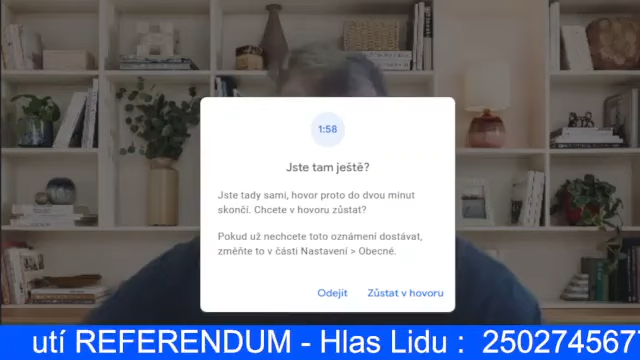 1:58
Jste tam ještě?
Jste tady sami, hovor proto do dvou minut
skončí. Chcete v hovoru zůstat?
Pokud už nechcete toto oznámení dostávat,
změňte to v části Nastavení > Obecné.
Odejít Zůstat v hovoru
utí REFERENDUM - Hlas Lidu : 250274567